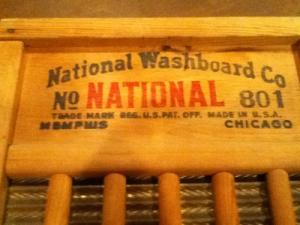 National Washboard Co
No NATIONAL 801
TRADE MARK REG. U.S. PAT. OFF. MADE IN U.S.A.
MEMPHIS CHICAGO